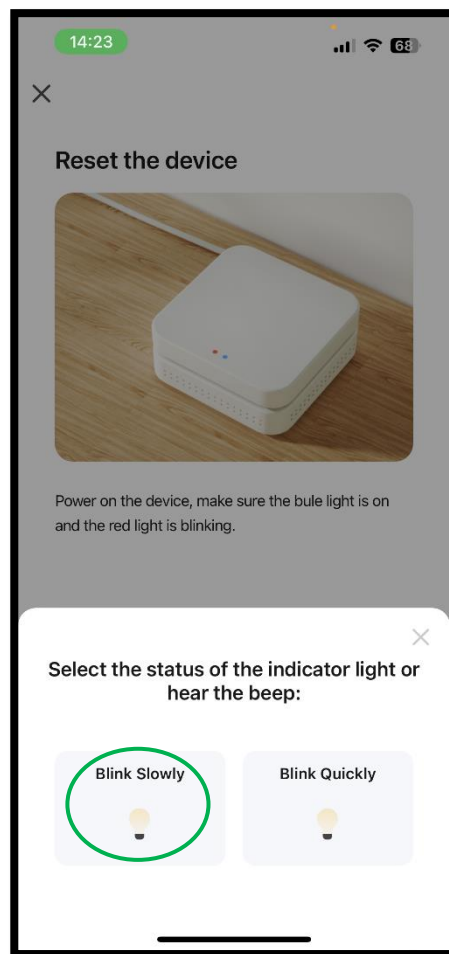 14:23
68
Reset the device
Power on the device, make sure the bule light is on
and the red light is blinking.
Select the status of the indicator light or
hear the beep:
Blink Slowly
Blink Quickly